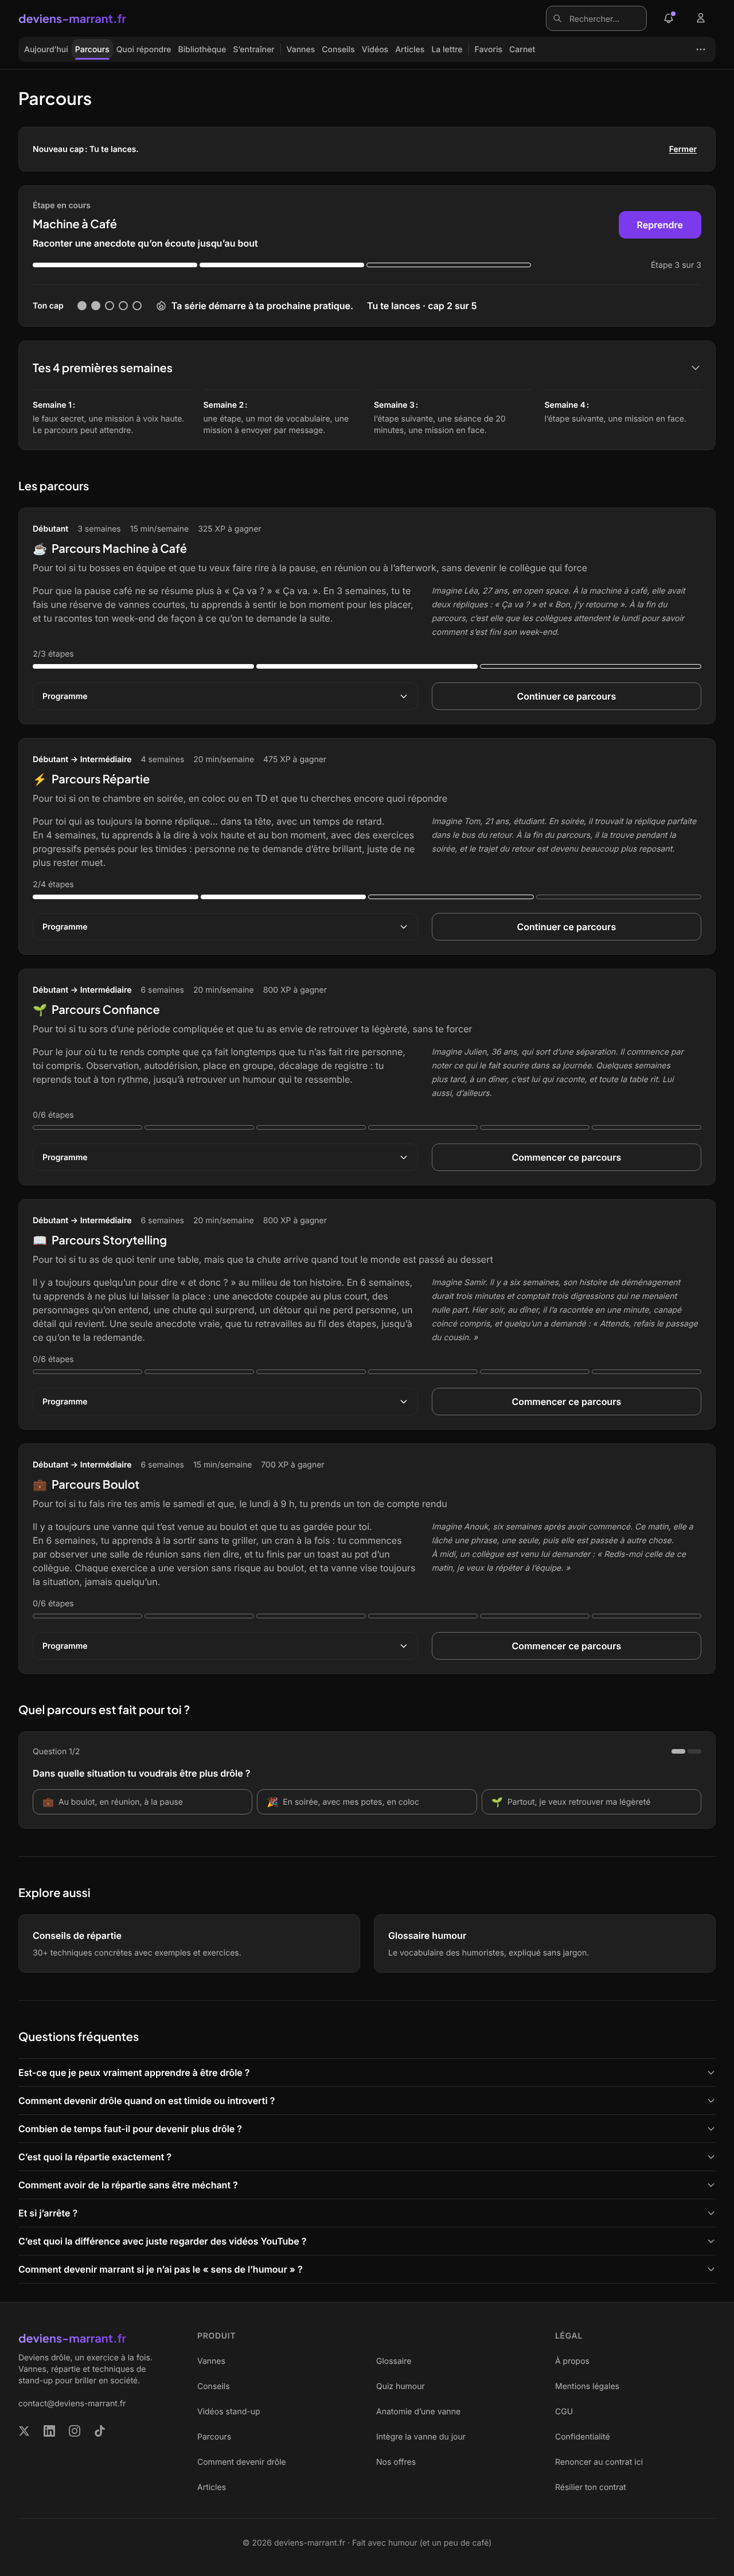 deviens-marrant.fr
Rechercher...
Aujourd'hui
Parcours
Quoi répondre
Bibliothèque
S'entraîner
Vannes
Conseils
Vidéos
Articles
La lettre
Favoris
Carnet
Parcours
Nouveau cap : Tu te lances.
Fermer
Étape en cours
Machine à Café
Raconter une anecdote qu'on écoute jusqu'au bout
Reprendre
Étape 3 sur 3
Ton cap
Ta série démarre à ta prochaine pratique.
Tu te lances · cap 2 sur 5
Tes 4 premières semaines
Semaine 1 :
le faux secret, une mission à voix haute.
Le parcours peut attendre.
Semaine 2 :
une étape, un mot de vocabulaire, une
mission à envoyer par message.
Semaine 3 :
l'étape suivante, une séance de 20
minutes, une mission en face.
Semaine 4 :
l'étape suivante, une mission en face.
Les parcours
Débutant 3 semaines 15 min/semaine 325 XP à gagner
☕ Parcours Machine à Café
Pour toi si tu bosses en équipe et que tu veux faire rire à la pause, en réunion ou à l'afterwork, sans devenir le collègue qui force
Pour que la pause café ne se résume plus à « Ça va ? » « Ça va. ». En 3 semaines, tu te
fais une réserve de vannes courtes, tu apprends à sentir le bon moment pour les placer,
et tu racontes ton week-end de façon à ce qu'on te demande la suite.
Imagine Léa, 27 ans, en open space. À la machine à café, elle avait
deux répliques : « Ça va ? » et « Bon, j'y retourne ». À la fin du
parcours, c'est elle que les collègues attendent le lundi pour savoir
comment s'est fini son week-end.
2/3 étapes
Programme
Continuer ce parcours
Débutant → Intermédiaire 4 semaines 20 min/semaine 475 XP à gagner
⚡ Parcours Répartie
Pour toi si on te chambre en soirée, en coloc ou en TD et que tu cherches encore quoi répondre
Pour toi qui as toujours la bonne réplique… dans ta tête, avec un temps de retard.
En 4 semaines, tu apprends à la dire à voix haute et au bon moment, avec des exercices
progressifs pensés pour les timides : personne ne te demande d'être brillant, juste de ne
plus rester muet.
Imagine Tom, 21 ans, étudiant. En soirée, il trouvait la réplique parfaite
dans le bus du retour. À la fin du parcours, il la trouve pendant la
soirée, et le trajet du retour est devenu beaucoup plus reposant.
2/4 étapes
Programme
Continuer ce parcours
Débutant → Intermédiaire 6 semaines 20 min/semaine 800 XP à gagner
🌱 Parcours Confiance
Pour toi si tu sors d'une période compliquée et que tu as envie de retrouver ta légèreté, sans te forcer
Pour le jour où tu te rends compte que ça fait longtemps que tu n'as fait rire personne,
toi compris. Observation, autodérision, place en groupe, décalage de registre : tu
reprends tout à ton rythme, jusqu'à retrouver un humour qui te ressemble.
Imagine Julien, 36 ans, qui sort d'une séparation. Il commence par
noter ce qui le fait sourire dans sa journée. Quelques semaines
plus tard, à un dîner, c'est lui qui raconte, et toute la table rit. Lui
aussi, d'ailleurs.
0/6 étapes
Programme
Commencer ce parcours
Débutant → Intermédiaire 6 semaines 20 min/semaine 800 XP à gagner
📖 Parcours Storytelling
Pour toi si tu as de quoi tenir une table, mais que ta chute arrive quand tout le monde est passé au dessert
Il y a toujours quelqu'un pour dire « et donc ? » au milieu de ton histoire. En 6 semaines,
tu apprends à ne plus lui laisser la place : une anecdote coupée au plus court, des
personnages qu'on entend, une chute qui surprend, un détour qui ne perd personne, un
détail qui revient. Une seule anecdote vraie, que tu retravailles au fil des étapes, jusqu'à
ce qu'on te la redemande.
Imagine Samir. Il y a six semaines, son histoire de déménagement
durait trois minutes et comptait trois digressions qui ne menaient
nulle part. Hier soir, au dîner, il l'a racontée en une minute, canapé
coincé compris, et quelqu'un a demandé : « Attends, refais le passage
du cousin. »
0/6 étapes
Programme
Commencer ce parcours
Débutant → Intermédiaire 6 semaines 15 min/semaine 700 XP à gagner
💼 Parcours Boulot
Pour toi si tu fais rire tes amis le samedi et que, le lundi à 9 h, tu prends un ton de compte rendu
Il y a toujours une vanne qui t'est venue au boulot et que tu as gardée pour toi.
En 6 semaines, tu apprends à la sortir sans te griller, un cran à la fois : tu commences
par observer une salle de réunion sans rien dire, et tu finis par un toast au pot d'un
collègue. Chaque exercice a une version sans risque au boulot, et ta vanne vise toujours
la situation, jamais quelqu'un.
Imagine Anouk, six semaines après avoir commencé. Ce matin, elle a
lâché une phrase, une seule, puis elle est passée à autre chose.
À midi, un collègue est venu lui demander : « Redis-moi celle de ce
matin, je veux la répéter à l'équipe. »
0/6 étapes
Programme
Commencer ce parcours
Quel parcours est fait pour toi ?
Question 1/2
Dans quelle situation tu voudrais être plus drôle ?
💼 Au boulot, en réunion, à la pause
🎉 En soirée, avec mes potes, en coloc
🌱 Partout, je veux retrouver ma légèreté
Explore aussi
Conseils de répartie
30+ techniques concrètes avec exemples et exercices.
Glossaire humour
Le vocabulaire des humoristes, expliqué sans jargon.
Questions fréquentes
Est-ce que je peux vraiment apprendre à être drôle ?
Comment devenir drôle quand on est timide ou introverti ?
Combien de temps faut-il pour devenir plus drôle ?
C'est quoi la répartie exactement ?
Comment avoir de la répartie sans être méchant ?
Et si j'arrête ?
C'est quoi la différence avec juste regarder des vidéos YouTube ?
Comment devenir marrant si je n'ai pas le « sens de l'humour » ?
deviens-marrant.fr
Deviens drôle, un exercice à la fois.
Vannes, répartie et techniques de
stand-up pour briller en société.
contact@deviens-marrant.fr
PRODUIT
Vannes
Conseils
Vidéos stand-up
Parcours
Comment devenir drôle
Articles
Glossaire
Quiz humour
Anatomie d'une vanne
Intègre la vanne du jour
Nos offres
LÉGAL
À propos
Mentions légales
CGU
Confidentialité
Renoncer au contrat ici
Résilier ton contrat
© 2026 deviens-marrant.fr · Fait avec humour (et un peu de café)